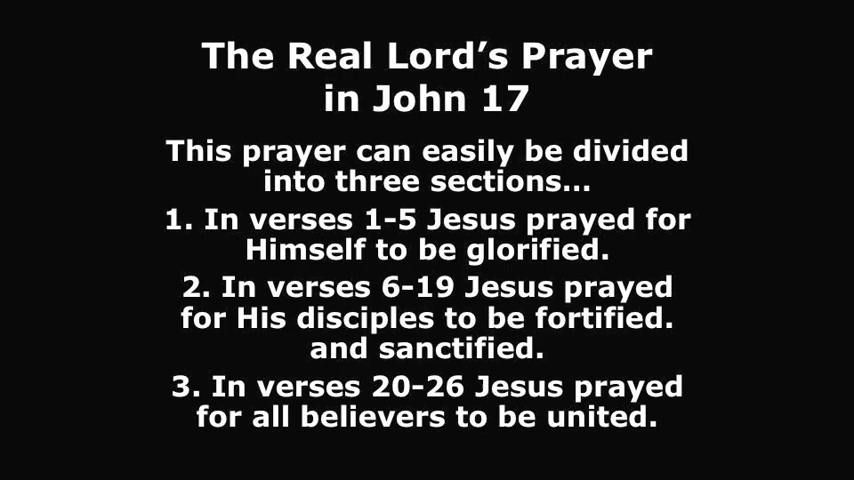 The Real Lord’s Prayer
in John 17
This prayer can easily be divided
into three sections...
1. In verses 1-5 Jesus prayed for
Himself to be glorified.
2. In verses 6-19 Jesus prayed
for His disciples to be fortified.
and sanctified.
3. In verses 20-26 Jesus prayed
for all believers to be united.